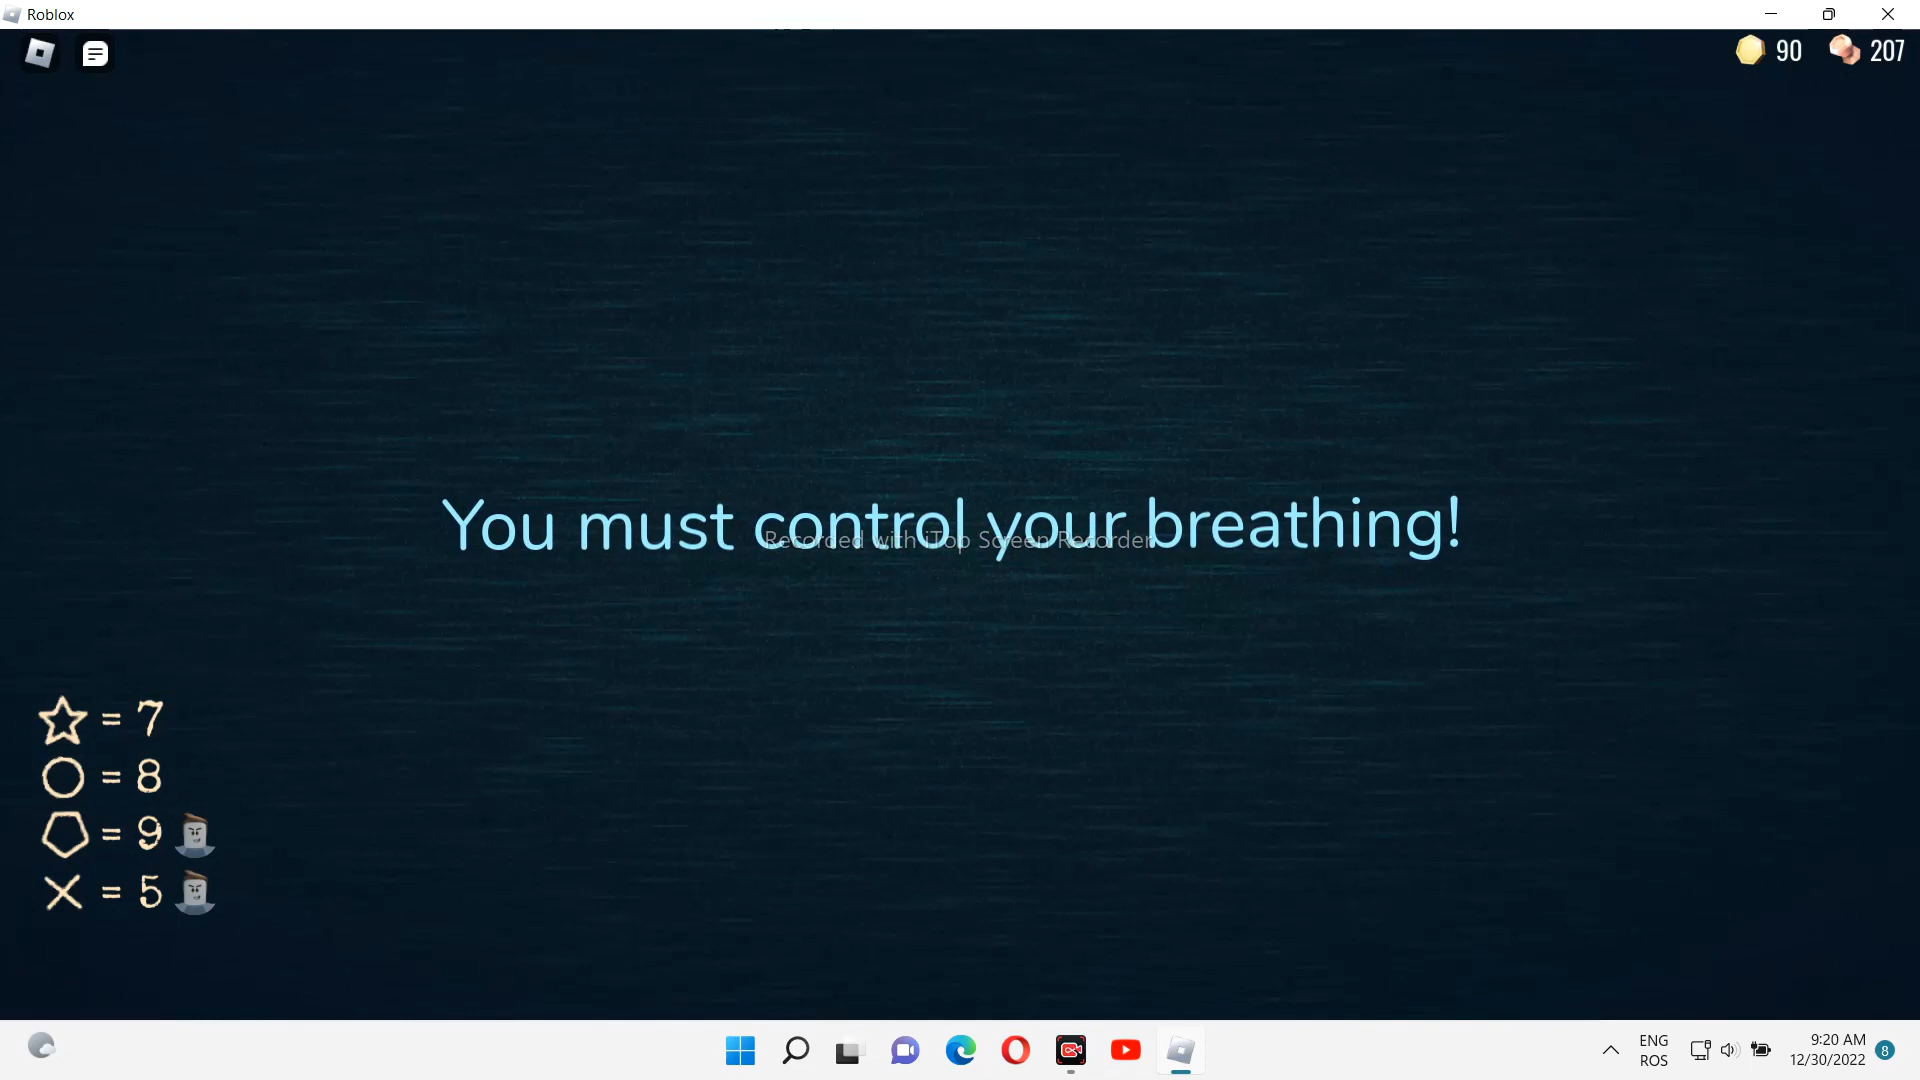 Roblox
90 207
You must control your breathing!
Recorded with iTop Screen Recorder
= 7
= 8
= 9
= 5
ENG
ROS
9:20 AM
12/30/2022
8